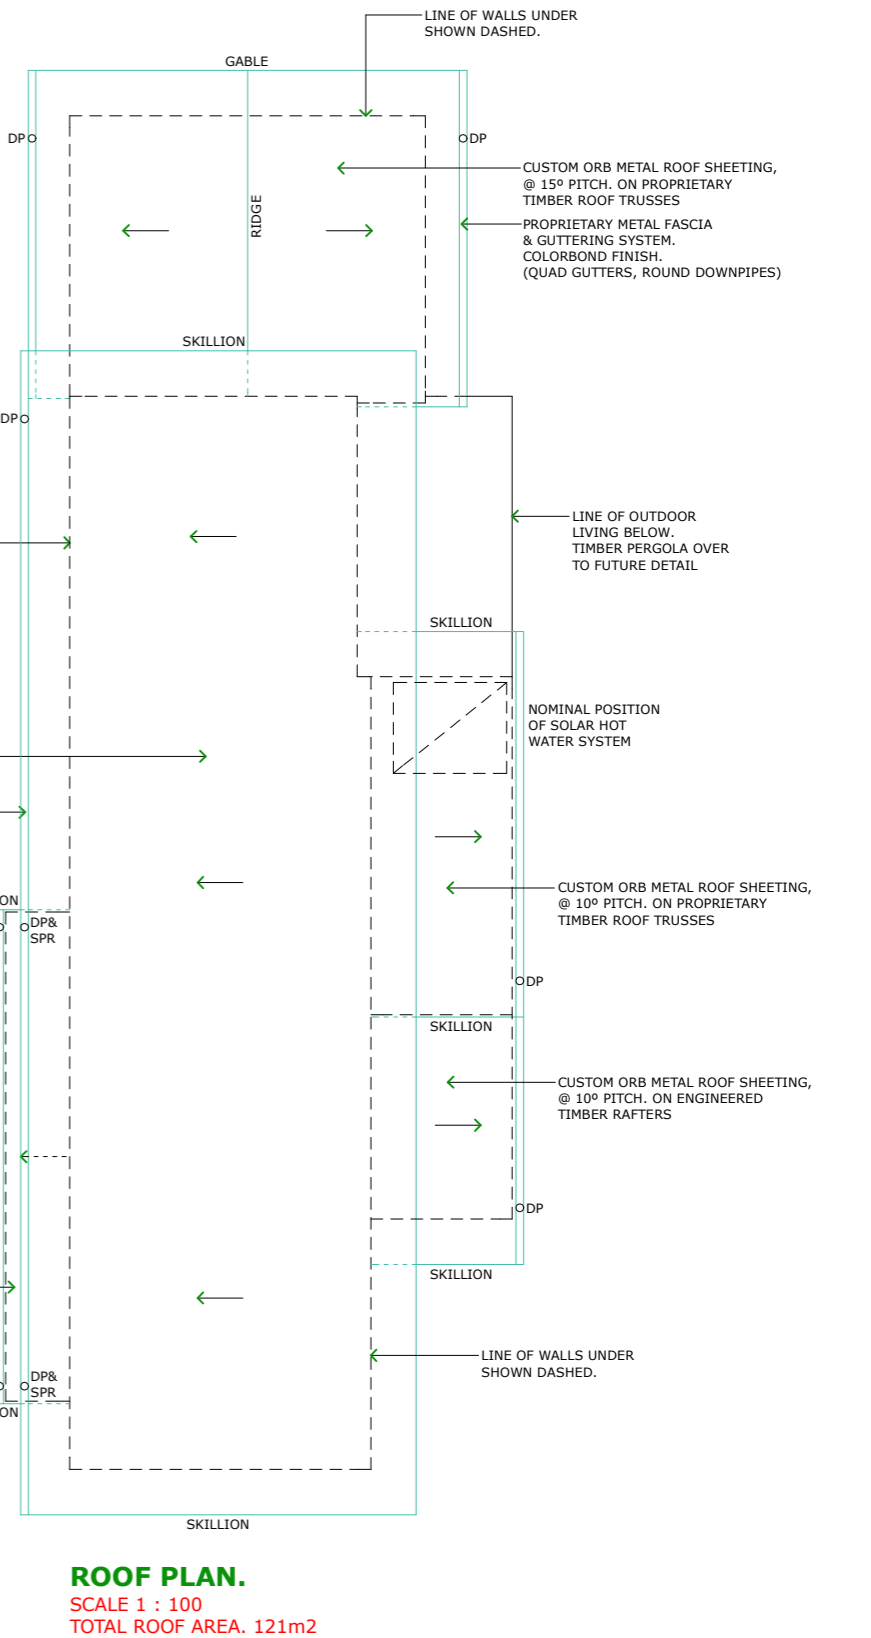 LINE OF WALLS UNDER
SHOWN DASHED.
GABLE
DP
DP
CUSTOM ORB METAL ROOF SHEETING,
@ 15º PITCH. ON PROPRIETARY
TIMBER ROOF TRUSSES
RIDGE
PROPRIETARY METAL FASCIA
& GUTTERING SYSTEM.
COLORBOND FINISH.
(QUAD GUTTERS, ROUND DOWNPIPES)
SKILLION
DP
LINE OF OUTDOOR
LIVING BELOW.
TIMBER PERGOLA OVER
TO FUTURE DETAIL
SKILLION
NOMINAL POSITION
OF SOLAR HOT
WATER SYSTEM
CUSTOM ORB METAL ROOF SHEETING,
@ 10º PITCH. ON PROPRIETARY
TIMBER ROOF TRUSSES
ON
DP&
SPR
DP
SKILLION
CUSTOM ORB METAL ROOF SHEETING,
@ 10º PITCH. ON ENGINEERED
TIMBER RAFTERS
DP
SKILLION
LINE OF WALLS UNDER
SHOWN DASHED.
DP&
SPR
ON
SKILLION
ROOF PLAN.
SCALE 1 : 100
TOTAL ROOF AREA. 121m2